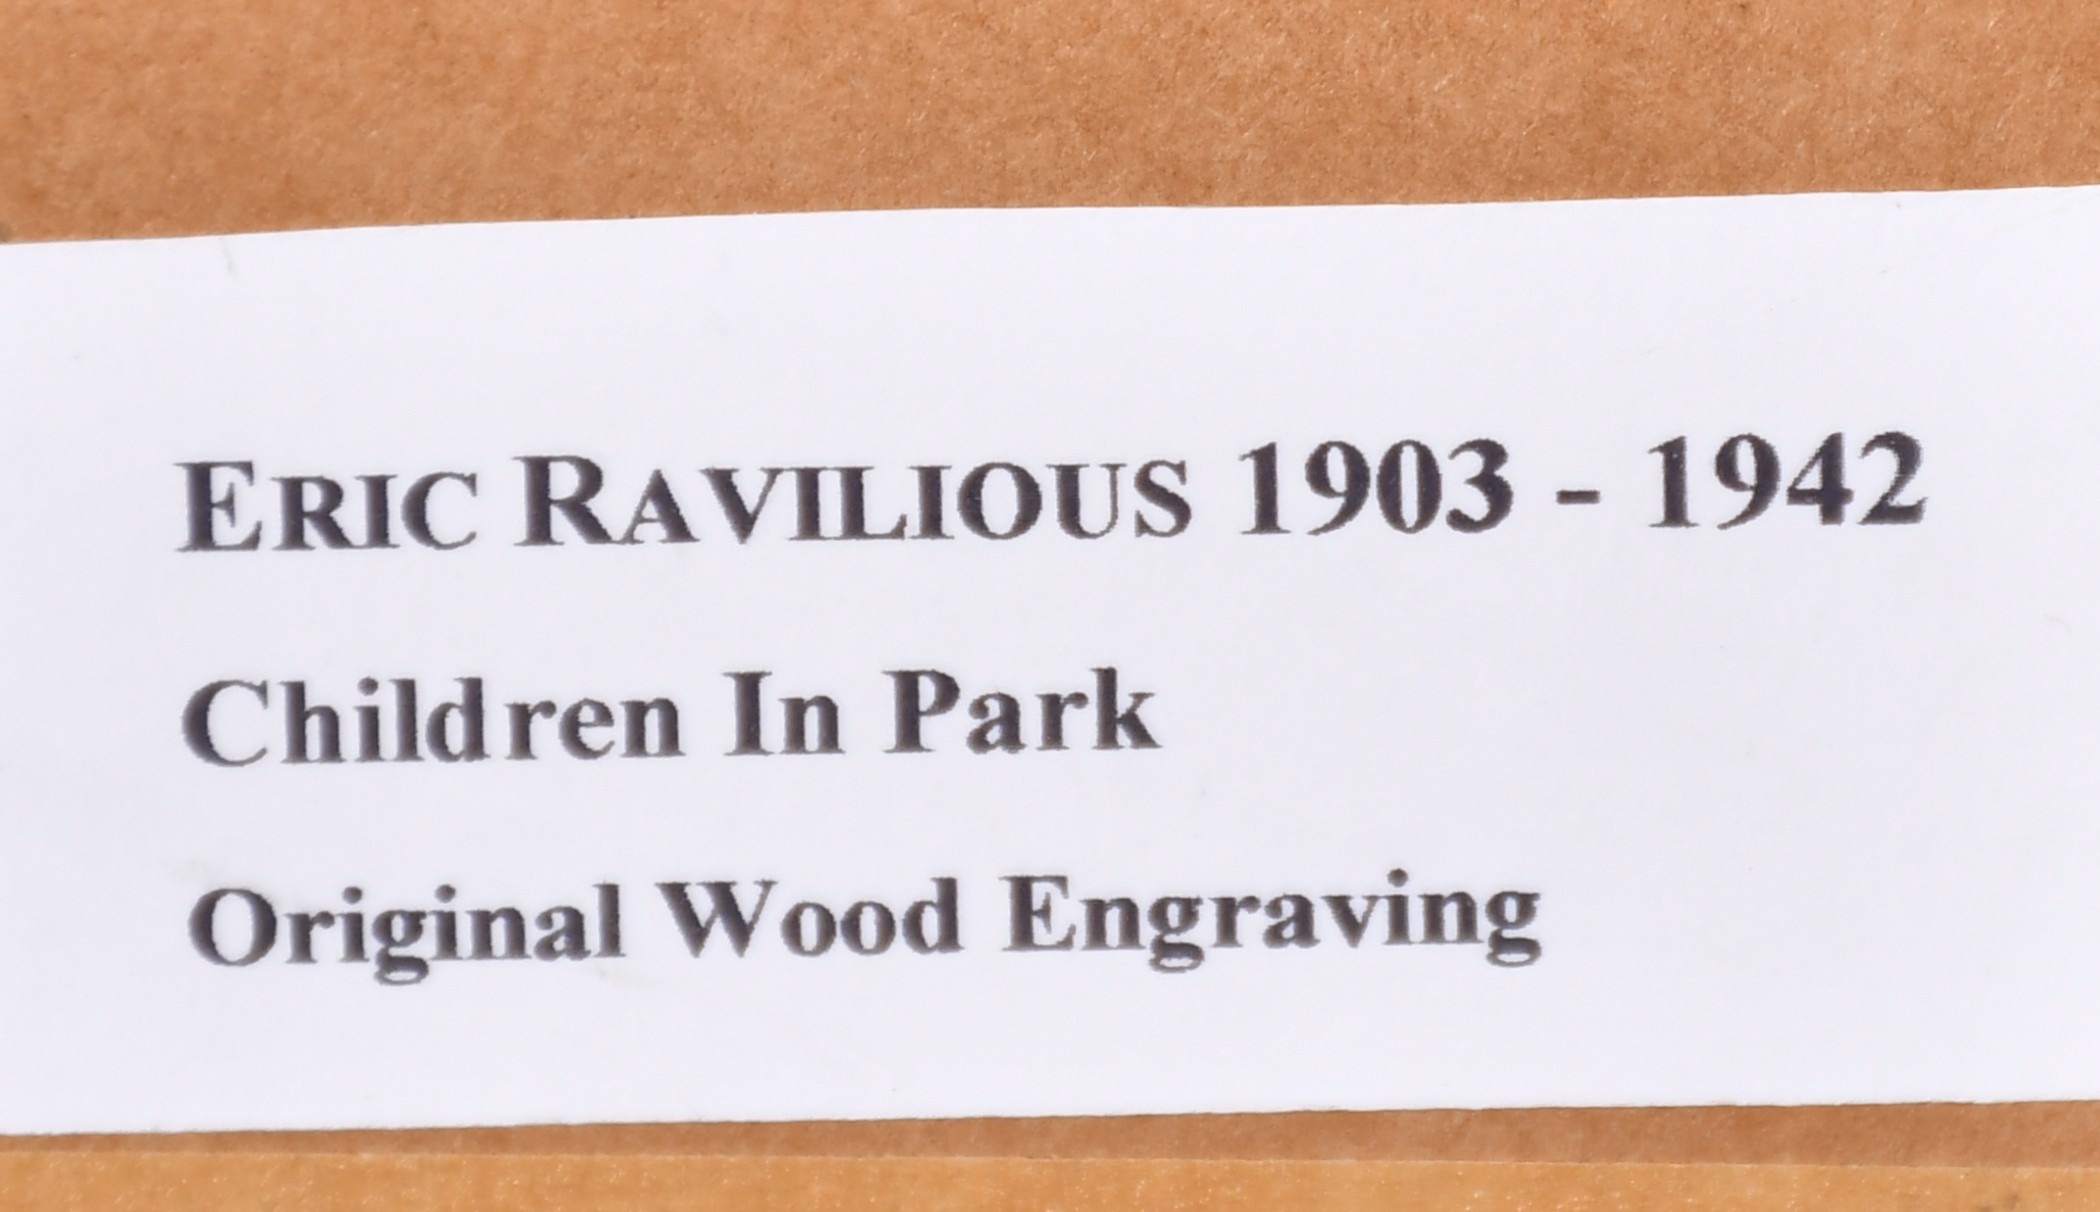 ERIC RAVILIOUS 1903 - 1942
Children In Park
Original Wood Engraving